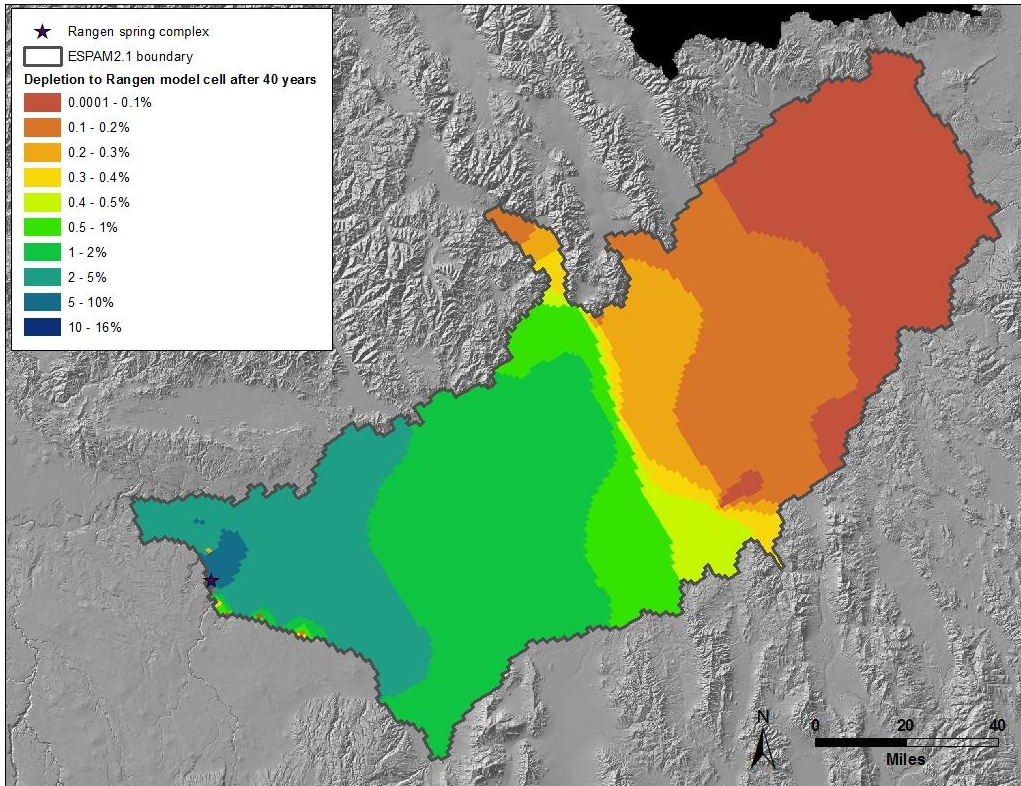 Rangen spring complex
ESPAM2.1 boundary
Depletion to Rangen model cell after 40 years
0.0001 - 0.1%
0.1 - 0.2%
0.2 - 0.3%
0.3 - 0.4%
0.4 - 0.5%
0.5 - 1%
1 - 2%
2 - 5%
5 - 10%
10 - 16%
N
0 20 40
Miles